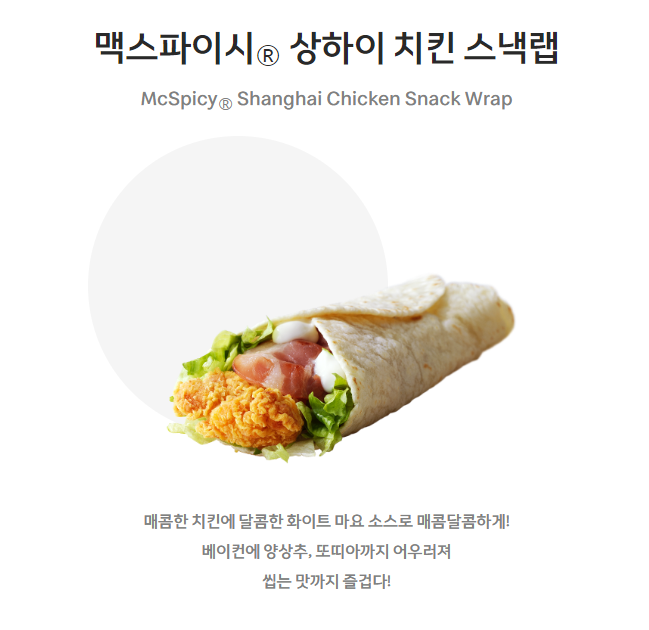 맥스파이시® 상하이 치킨 스낵랩
McSpicy® Shanghai Chicken Snack Wrap
매콤한 치킨에 달콤한 화이트 마요 소스로 매콤달콤하게!
베이컨에 양상추, 또띠아까지 어우러져
씹는 맛까지 즐겁다!